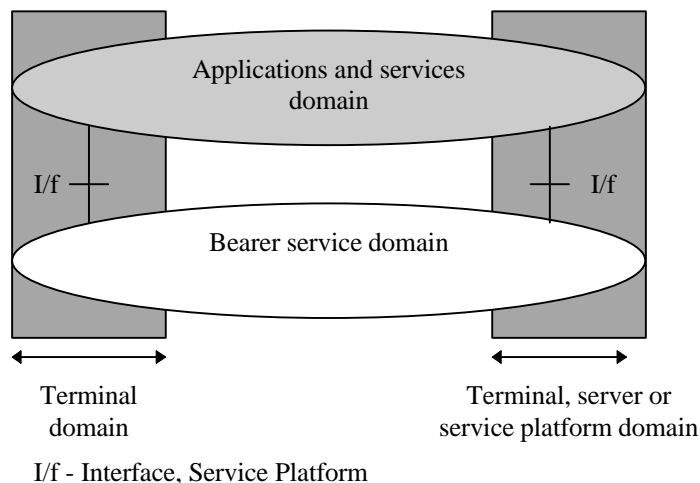 Applications and services
domain
I/f
I/f
Bearer service domain
Terminal
domain
Terminal, server or
service platform domain
I/f - Interface, Service Platform